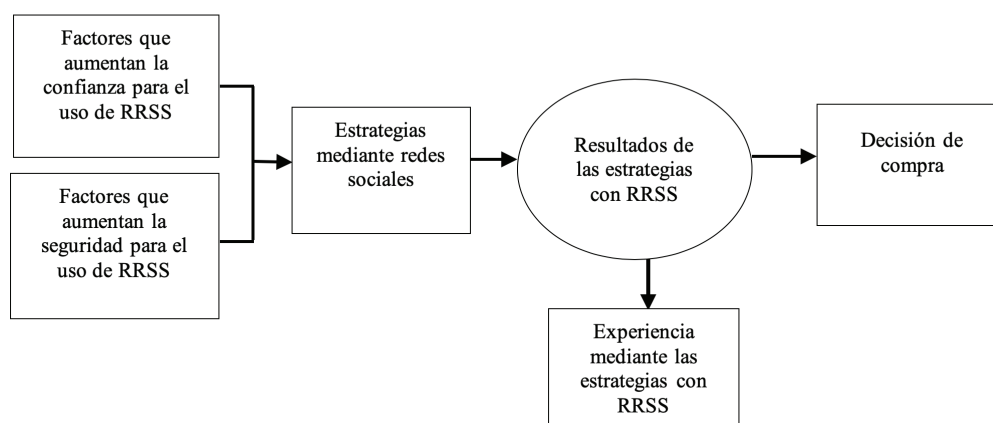 Factores que
aumentan la
confianza para el
uso de RRSS
Factores que
aumentan la
seguridad para el
uso de RRSS
Estrategias
mediante redes
sociales
Resultados de
las estrategias
con RRSS
Decisión de
compra
Experiencia
mediante las
estrategias con
RRSS